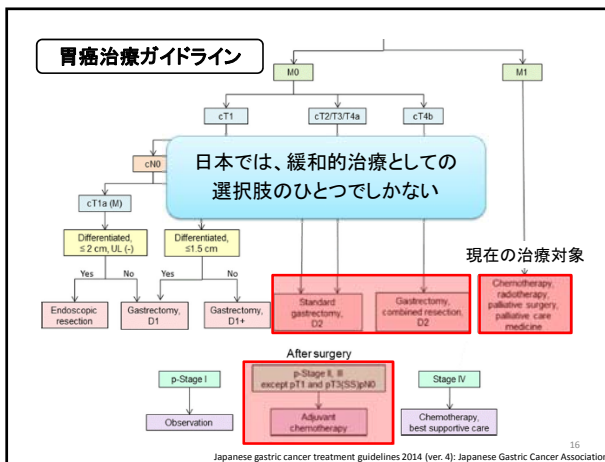 胃癌治療ガイドライン
M0
M1
cT1
cT2/T3/T4a
cT4b
cN0
日本では、緩和的治療としての
選択肢のひとつでしかない
cT1a (M)
Differentiated,
≤ 2 cm, UL (-)
Differentiated,
≤1.5 cm
現在の治療対象
Yes
No
Yes
No
Endoscopic
resection
Gastrectomy,
D1
Gastrectomy,
D1+
Standard
gastrectomy,
D2
Gastrectomy,
combined resection,
D2
Chemotherapy,
radiotherapy,
palliative surgery,
palliative care
medicine
After surgery
p-Stage I
p-Stage II, III
except pT1 and pT3(SS)pN0
Stage IV
Observation
Adjuvant
chemotherapy
Chemotherapy,
best supportive care
16
Japanese gastric cancer treatment guidelines 2014 (ver. 4): Japanese Gastric Cancer Association